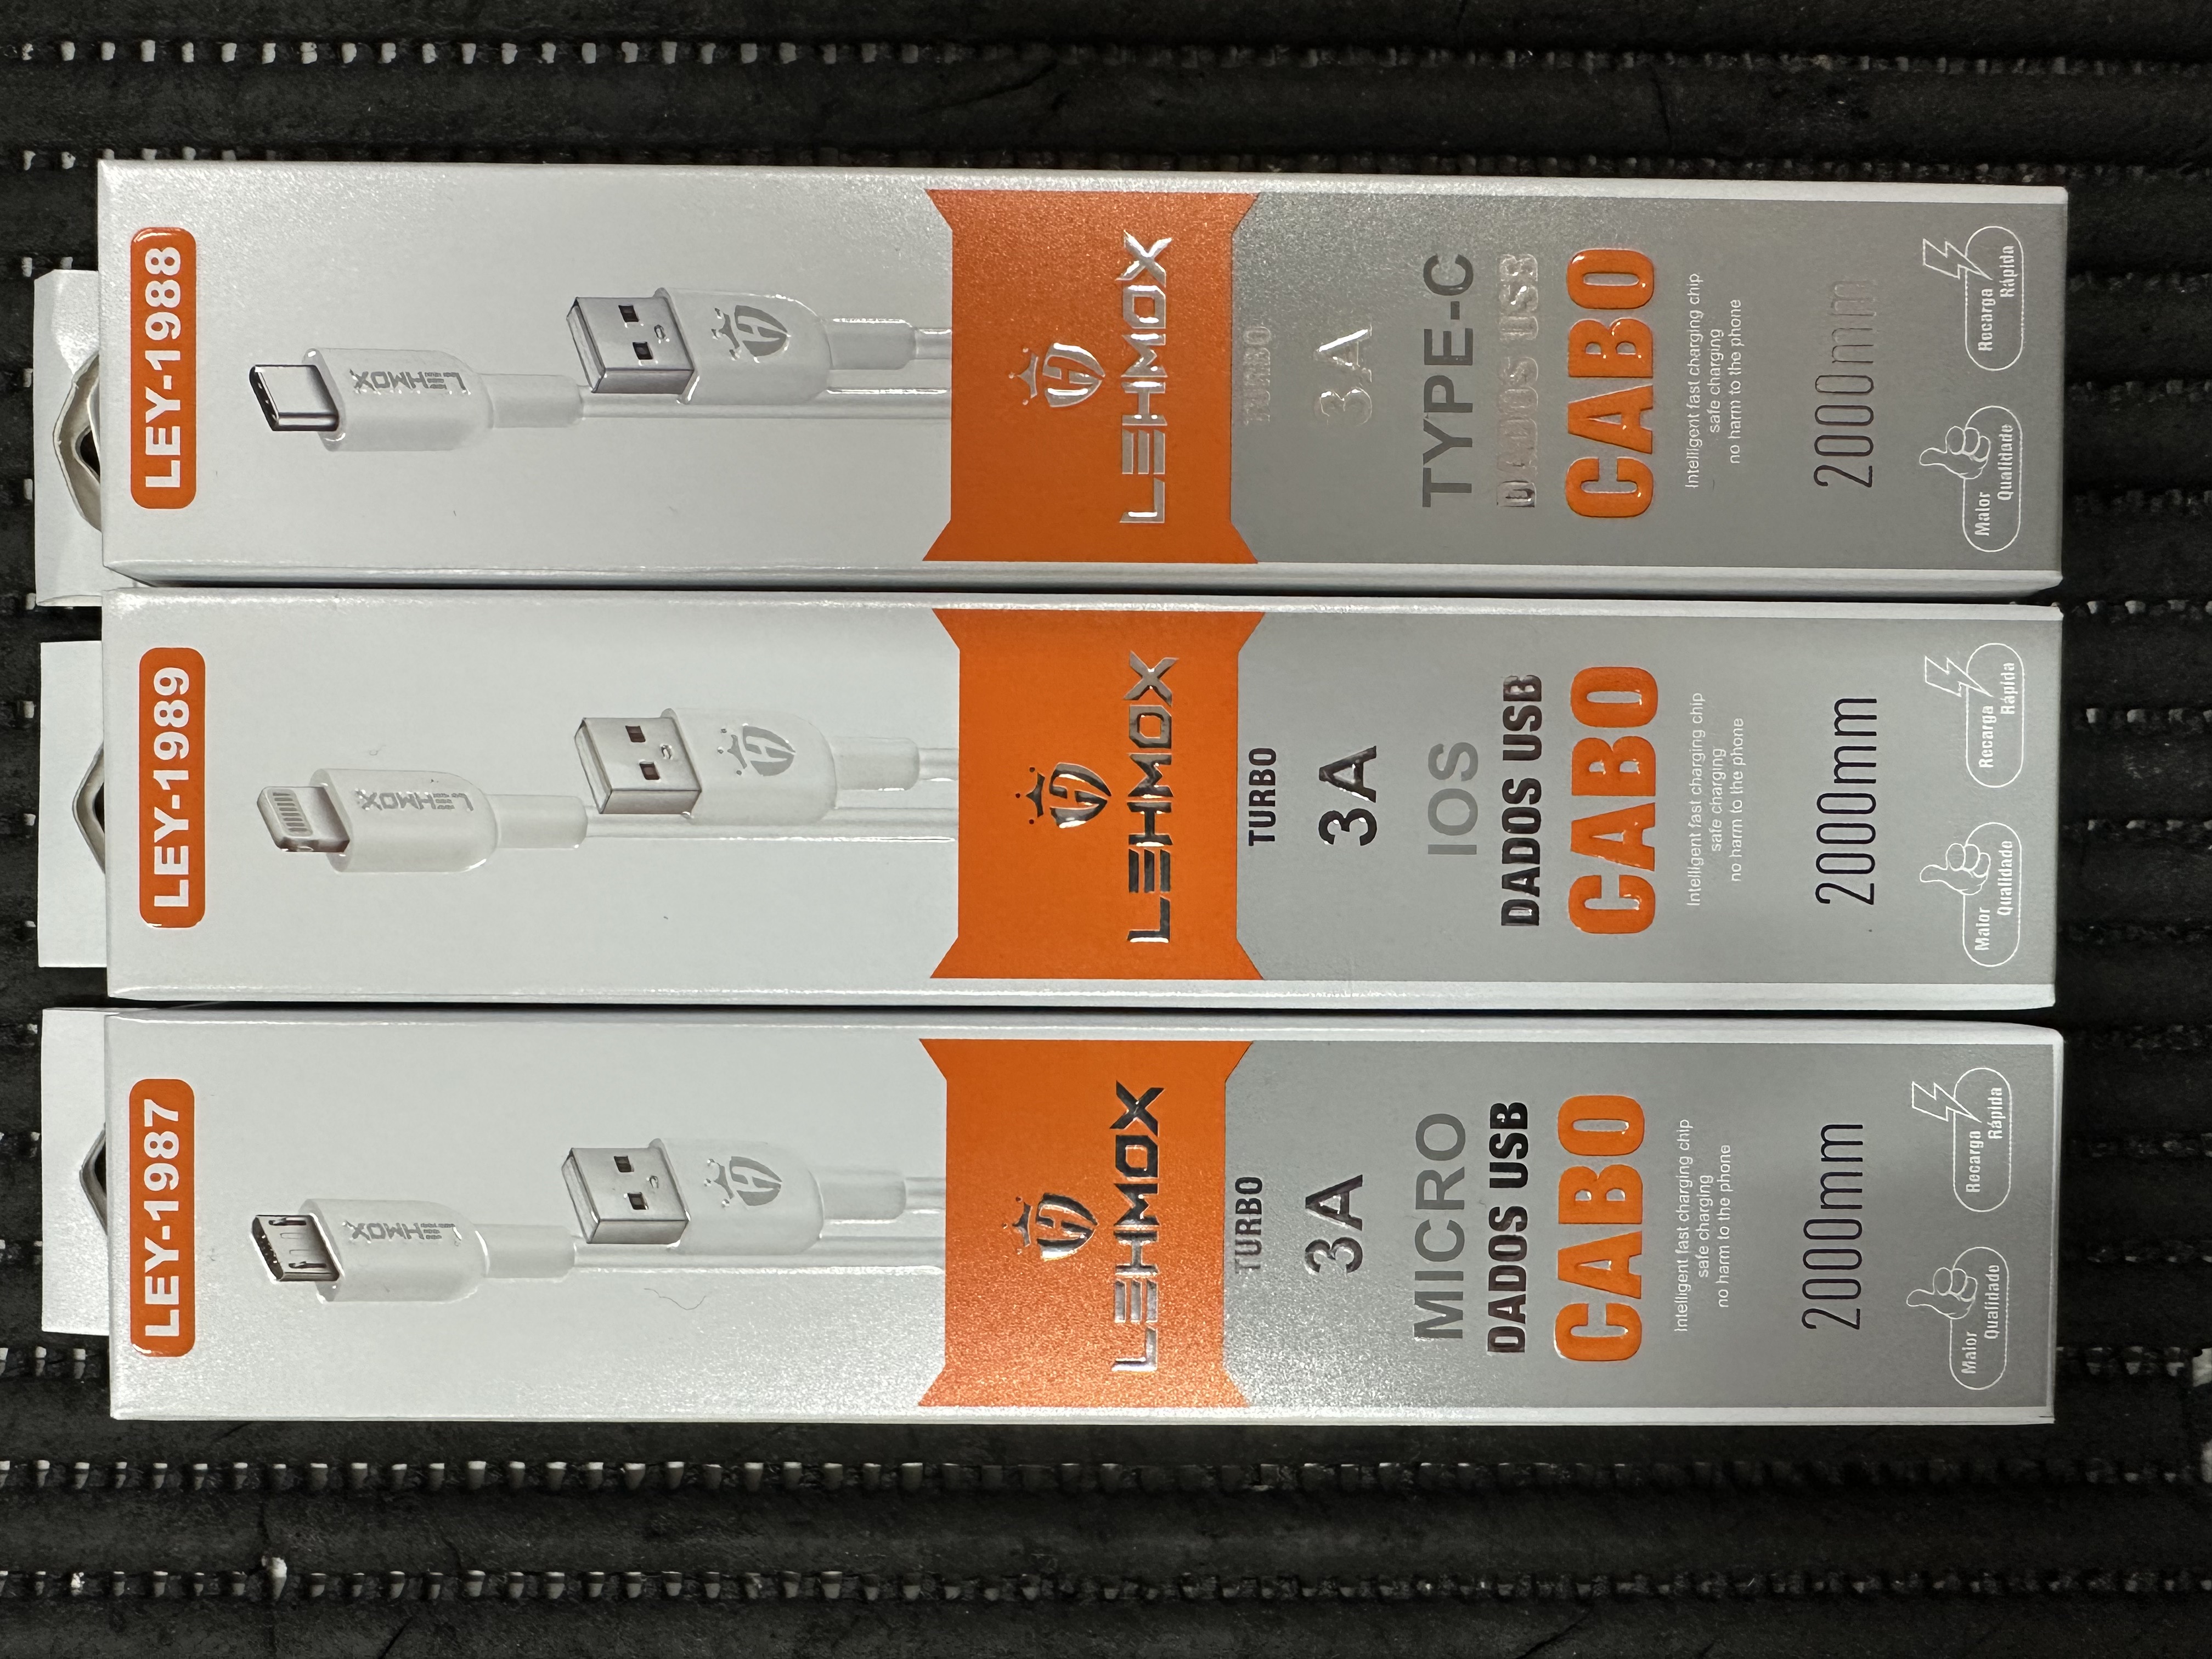 LEY-1988
LEHMOX
LEHMOX
TURBO
3A
TYPE-C
DADOS USB
CABO
Intelligent fast charging chip
safe charging
no harm to the phone
2000mm
Maior
Qualidade
Recarga
Rápida
LEY-1989
LEHMOX
LEHMOX
TURBO
3A
IOS
DADOS USB
CABO
Intelligent fast charging chip
safe charging
no harm to the phone
2000mm
Maior
Qualidade
Recarga
Rápida
LEY-1987
LEHMOX
LEHMOX
TURBO
3A
MICRO
DADOS USB
CABO
Intelligent fast charging chip
safe charging
no harm to the phone
2000mm
Maior
Qualidade
Recarga
Rápida